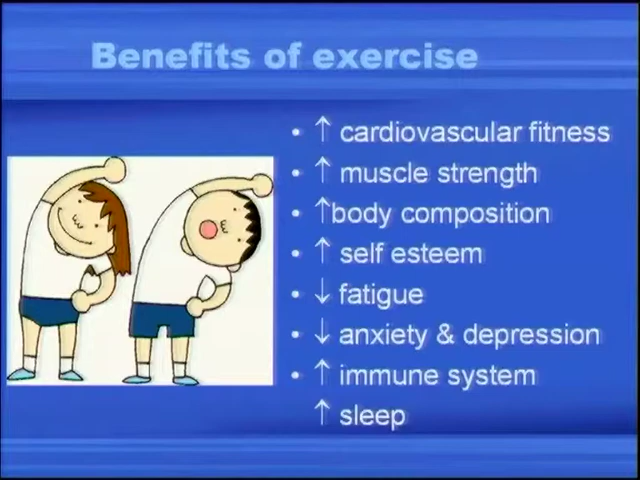 Benefits of exercise
• ↑ cardiovascular fitness
• ↑ muscle strength
• ↑body composition
• ↑ self esteem
• ↓ fatigue
• ↓ anxiety & depression
• ↑ immune system
↑ sleep